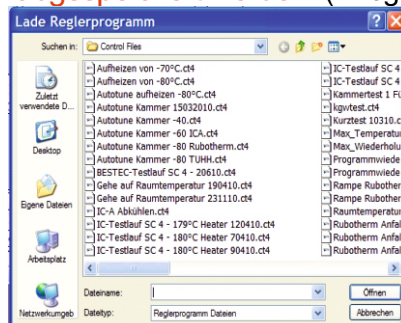 Lade Reglerprogramm
Suchen in:
Control Files
Aufheizen von -70°C.ct4
Aufheizen von -80°C.ct4
Autotune aufheizen -80°C.ct4
Autotune Kammer 15032010.ct4
Autotune Kammer -40.ct4
Autotune Kammer -60 ICA.ct4
Autotune Kammer -80 Rubotherm.ct4
Autotune Kammer -80 TUHH.ct4
BESTEC-Testlauf SC 4 - 20610.ct4
Gehe auf Raumtemperatur 190410.ct4
Gehe auf Raumtemperatur 231110.ct4
IC-A Abkühlen.ct4
IC-Testlauf SC 4 - 179°C Heater 120410.ct4
IC-Testlauf SC 4 - 180°C Heater 70410.ct4
IC-Testlauf SC 4 - 180°C Heater 90410.ct4
IC-Testlauf SC 4
IC-Testlauf SC 4
Kammertest 1 Fü
kgwtest.ct4
Kurztest 10310.c
Max_Temperatu
Max_Wiederholu
Programmwiede
Programmwiede
Rampe Rubother
Rampe Rubother
Raumtemperatur
Rubotherm Anfal
Rubotherm Anfal
Rubotherm Anfal
Zuletzt
verwendete D...
Desktop
Eigene Dateien
Arbeitsplatz
Netzwerkumgeb
Dateiname:
Öffnen
Dateityp:
Reglerprogramm Dateien
Abbrechen